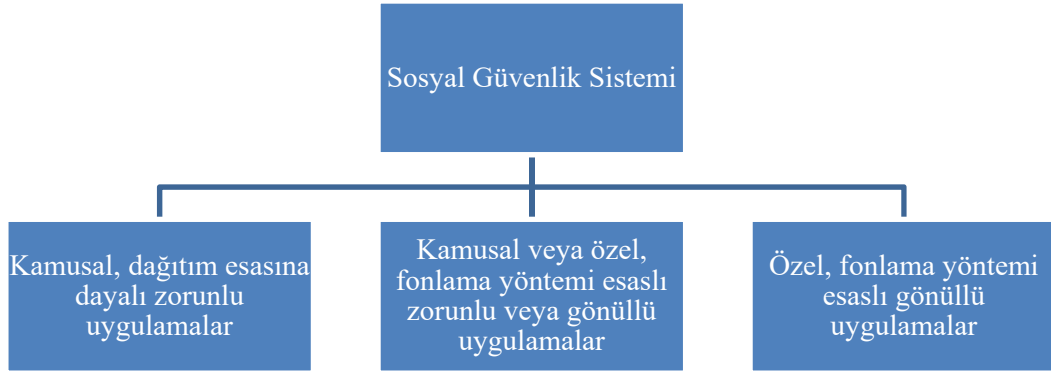 Sosyal Güvenlik Sistemi
Kamusal, dağıtım esasına
dayalı zorunlu
uygulamalar
Kamusal veya özel,
fonlama yöntemi esaslı
zorunlu veya gönüllü
uygulamalar
Özel, fonlama yöntemi
esaslı gönüllü
uygulamalar